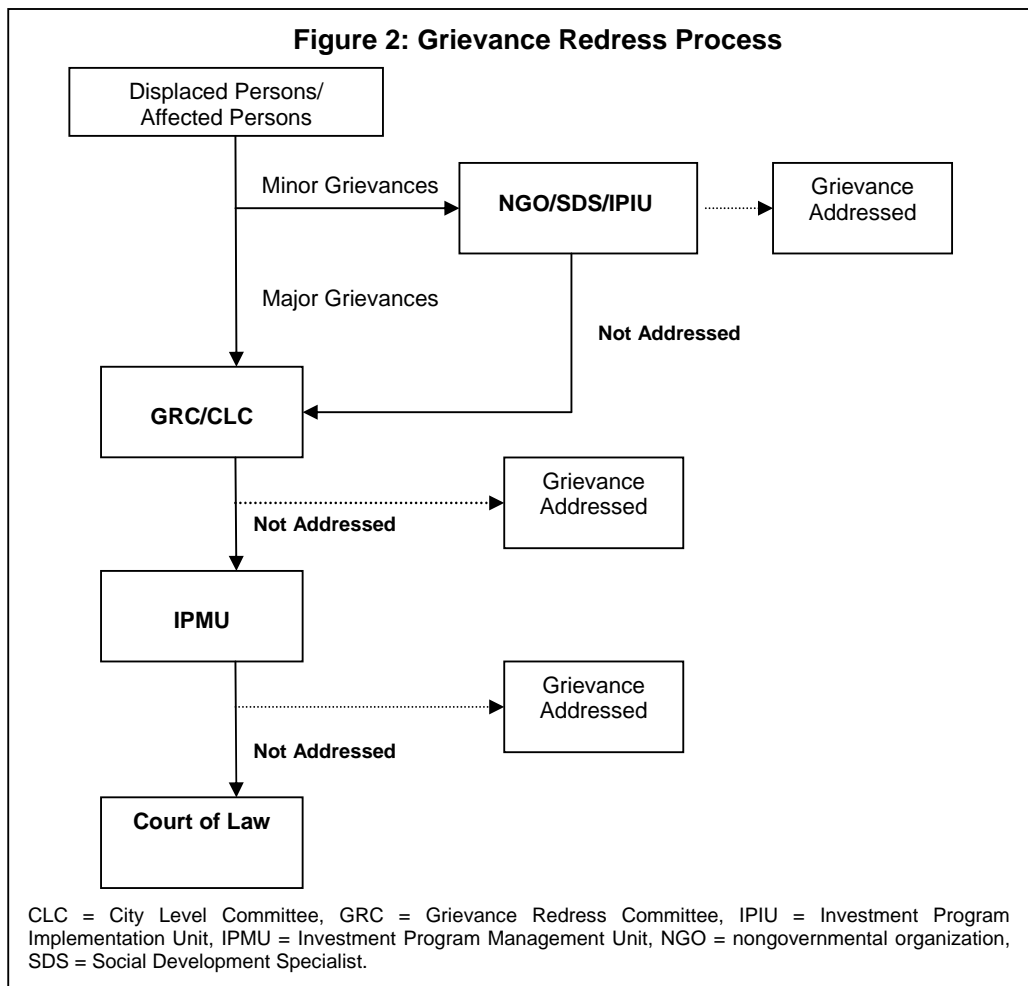 Figure 2: Grievance Redress Process
Displaced Persons/
Affected Persons
Minor Grievances
NGO/SDS/IPIU
Grievance
Addressed
Major Grievances
Not Addressed
GRC/CLC
Grievance
Addressed
Not Addressed
IPMU
Grievance
Addressed
Not Addressed
Court of Law
CLC = City Level Committee, GRC = Grievance Redress Committee, IPIU = Investment Program
Implementation Unit, IPMU = Investment Program Management Unit, NGO = nongovernmental organization,
SDS = Social Development Specialist.